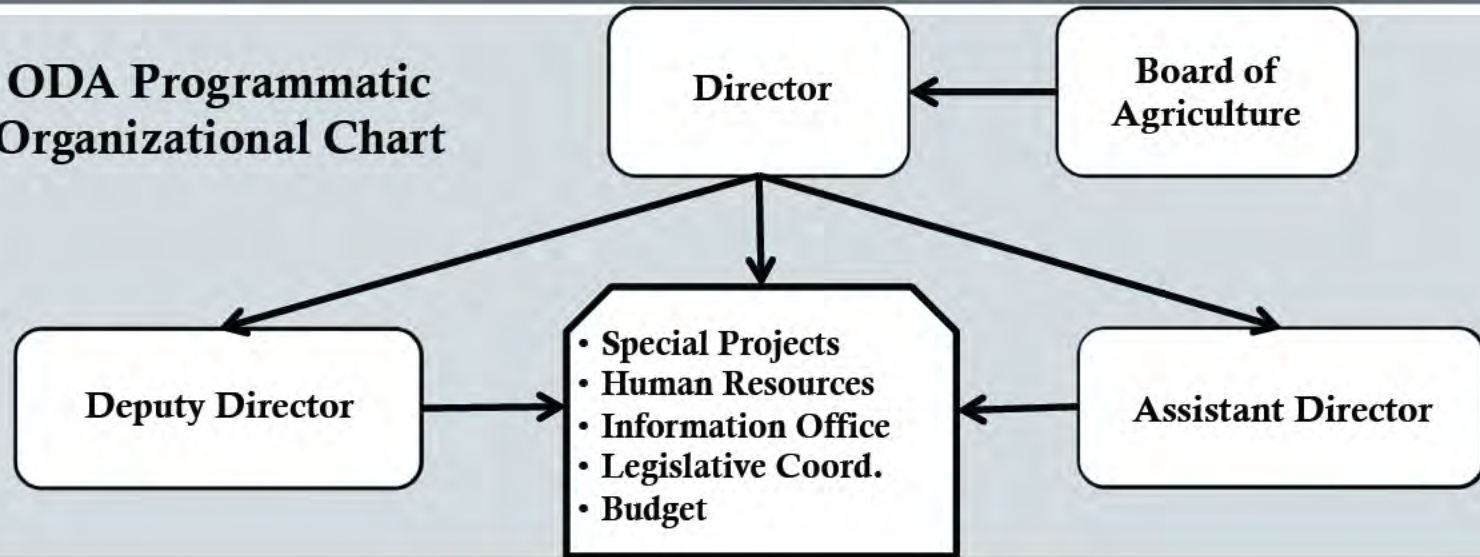 ODA Programmatic
Organizational Chart
Director
Board of
Agriculture
Deputy Director
• Special Projects
• Human Resources
• Information Office
• Legislative Coord.
• Budget
Assistant Director